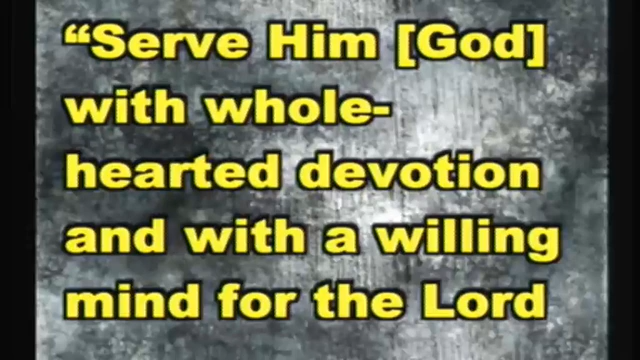 “Serve Him [God]
with whole-
hearted devotion
and with a willing
mind for the Lord